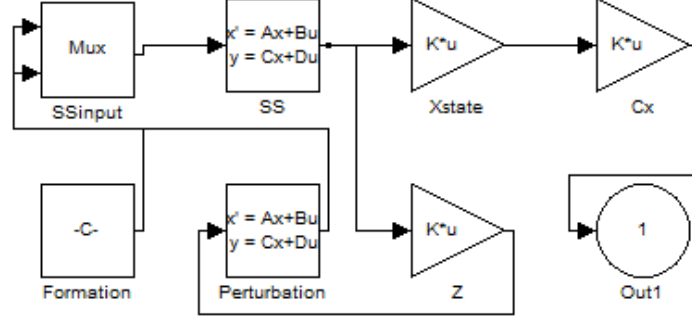 Mux
SSinput
x' = Ax+Bu
y = Cx+Du
SS
K*u
Xstate
K*u
Cx
-C-
Formation
x' = Ax+Bu
y = Cx+Du
Perturbation
K*u
Z
1
Out1